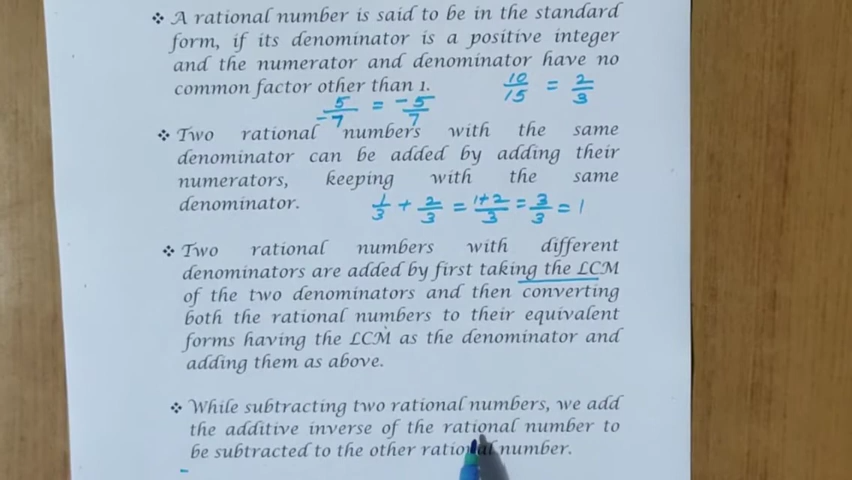 ❖ A rational number is said to be in the standard
form, if its denominator is a positive integer
and the numerator and denominator have no
common factor other than 1.
10/15 = 2/3
5/-7 = -5/7
❖ Two rational numbers with the same
denominator can be added by adding their
numerators, keeping with the same
denominator.
1/3 + 2/3 = 1+2/3 = 3/3 = 1
❖ Two rational numbers with different
denominators are added by first taking the LCM
of the two denominators and then converting
both the rational numbers to their equivalent
forms having the LCM as the denominator and
adding them as above.
❖ While subtracting two rational numbers, we add
the additive inverse of the rational number to
be subtracted to the other rational number.